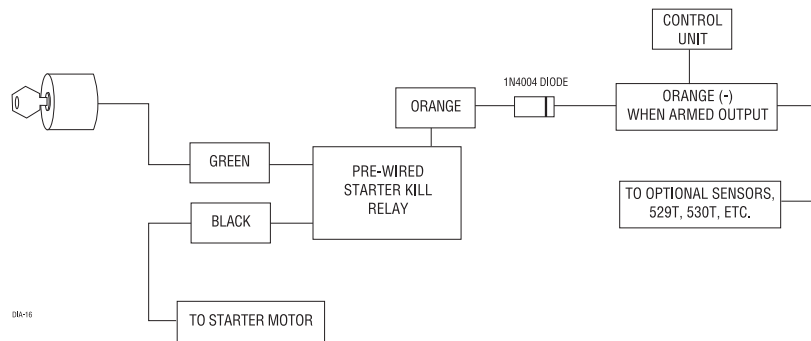 CONTROL
UNIT
1N4004 DIODE
ORANGE
ORANGE (-)
WHEN ARMED OUTPUT
GREEN
PRE-WIRED
STARTER KILL
RELAY
TO OPTIONAL SENSORS,
529T, 530T, ETC.
BLACK
DIA-16
TO STARTER MOTOR